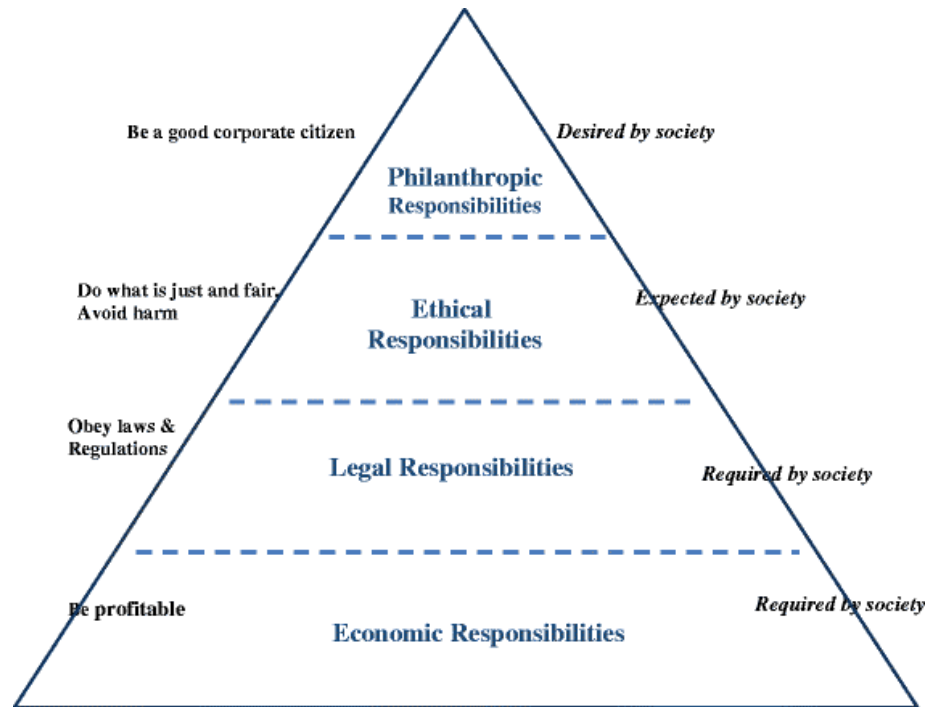 Be a good corporate citizen
Desired by society
Philanthropic
Responsibilities
Do what is just and fair,
Avoid harm
Expected by society
Ethical
Responsibilities
Obey laws &
Regulations
Legal Responsibilities
Required by society
Be profitable
Required by society
Economic Responsibilities